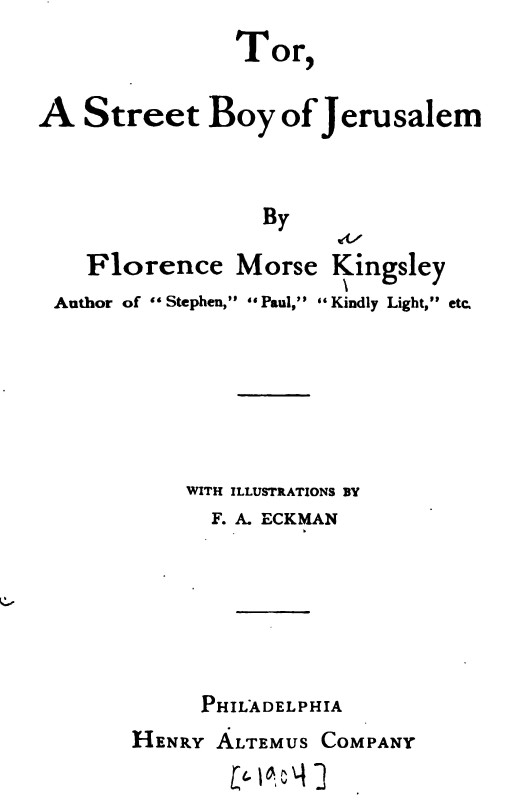 Tor,
A Street Boy of Jerusalem
By
Florence Morse Kingsley
Author of “Stephen,” “Paul,” “Kindly Light,” etc.
WITH ILLUSTRATIONS BY
F. A. ECKMAN
PHILADELPHIA
HENRY ALTEMUS COMPANY
[c1904]